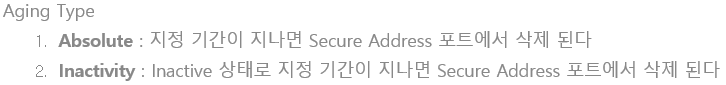 Aging Type
1. Absolute : 지정 기간이 지나면 Secure Address 포트에서 삭제 된다
2. Inactivity : Inactive 상태로 지정 기간이 지나면 Secure Address 포트에서 삭제 된다